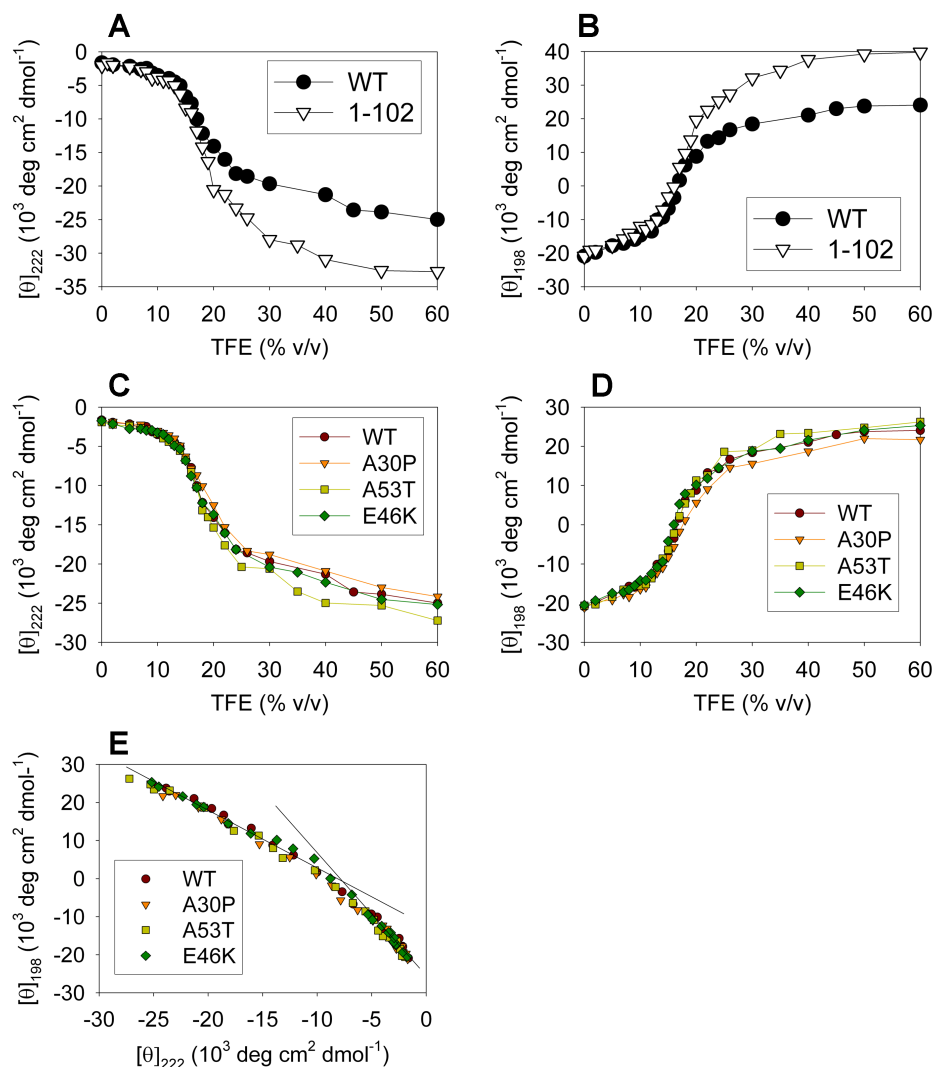 A
[θ]222 (10³ deg cm² dmol⁻¹)
0
-5
-10
-15
-20
-25
-30
-35
WT
1-102
0 10 20 30 40 50 60
TFE (% v/v)
B
[θ]198 (10³ deg cm² dmol⁻¹)
40
30
20
10
0
-10
-20
-30
WT
1-102
0 10 20 30 40 50 60
TFE (% v/v)
C
[θ]222 (10³ deg cm² dmol⁻¹)
0
-5
-10
-15
-20
-25
-30
WT
A30P
A53T
E46K
0 10 20 30 40 50 60
TFE (% v/v)
D
[θ]198 (10³ deg cm² dmol⁻¹)
30
20
10
0
-10
-20
-30
WT
A30P
A53T
E46K
0 10 20 30 40 50 60
TFE (% v/v)
E
[θ]198 (10³ deg cm² dmol-¹)
30
20
10
0
-10
-20
-30
WT
A30P
A53T
E46K
-30 -25 -20 -15 -10 -5 0
[θ]222 (10³ deg cm² dmol⁻¹)